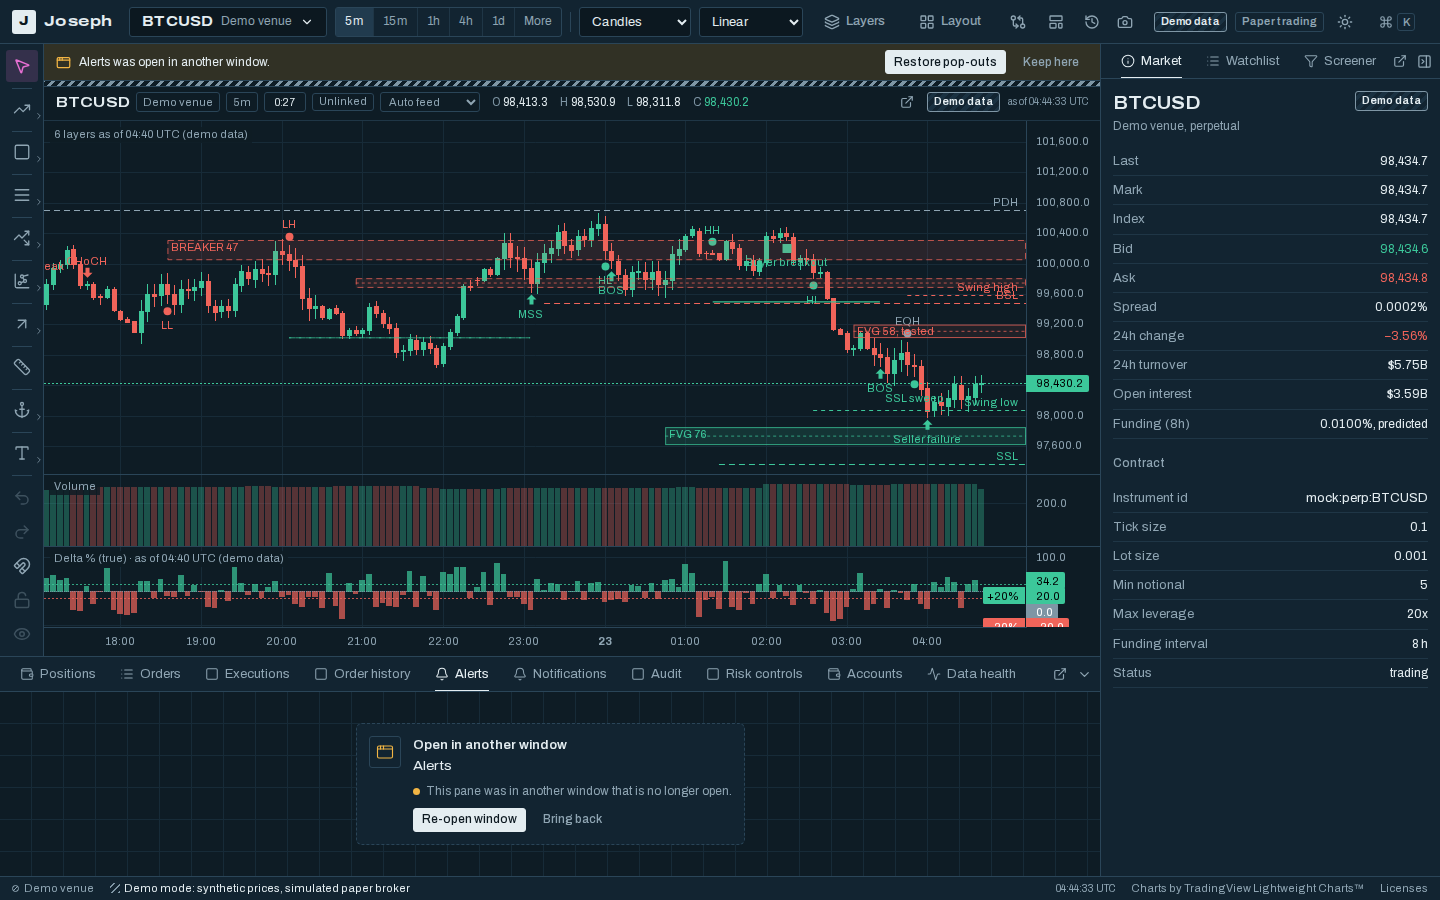 J Joseph BTCUSD Demo venue 5m 15m 1h 4h 1d More Candles Linear Layers Layout Demo data Paper trading ⌘ K
Alerts was open in another window. Restore pop-outs Keep here
BTCUSD Demo venue 5m 0:27 Unlinked Auto feed O 98,413.3 H 98,530.9 L 98,311.8 C 98,430.2 Demo data as of 04:44:33 UTC
6 layers as of 04:40 UTC (demo data)
101,600.0
101,200.0
PDH 100,800.0
LH HH 100,400.0
BREAKER 47
100,000.0
HL
BOS
Swing high
BSL
99,600.0
MSS HL
LL EQH 99,200.0
FVG 58: tested
98,800.0
98,430.2
BOS
SSL sweep Swing low
98,000.0
FVG 76 Seller failure
97,600.0
SSL
Volume
200.0
Delta % (true) · as of 04:40 UTC (demo data)
100.0
34.2
+20% 20.0
0.0
18:00 19:00 20:00 21:00 22:00 23:00 23 01:00 02:00 03:00 04:00
Positions Orders Executions Order history Alerts Notifications Audit Risk controls Accounts Data health
Open in another window
Alerts
This pane was in another window that is no longer open.
Re-open window Bring back
Market Watchlist Screener
BTCUSD Demo data
Demo venue, perpetual
Last 98,434.7
Mark 98,434.7
Index 98,434.7
Bid 98,434.6
Ask 98,434.8
Spread 0.0002%
24h change −3.56%
24h turnover $5.75B
Open interest $3.59B
Funding (8h) 0.0100%, predicted
Contract
Instrument id mock:perp:BTCUSD
Tick size 0.1
Lot size 0.001
Min notional 5
Max leverage 20x
Funding interval 8 h
Status trading
Demo venue Demo mode: synthetic prices, simulated paper broker 04:44:33 UTC Charts by TradingView Lightweight Charts™ Licenses